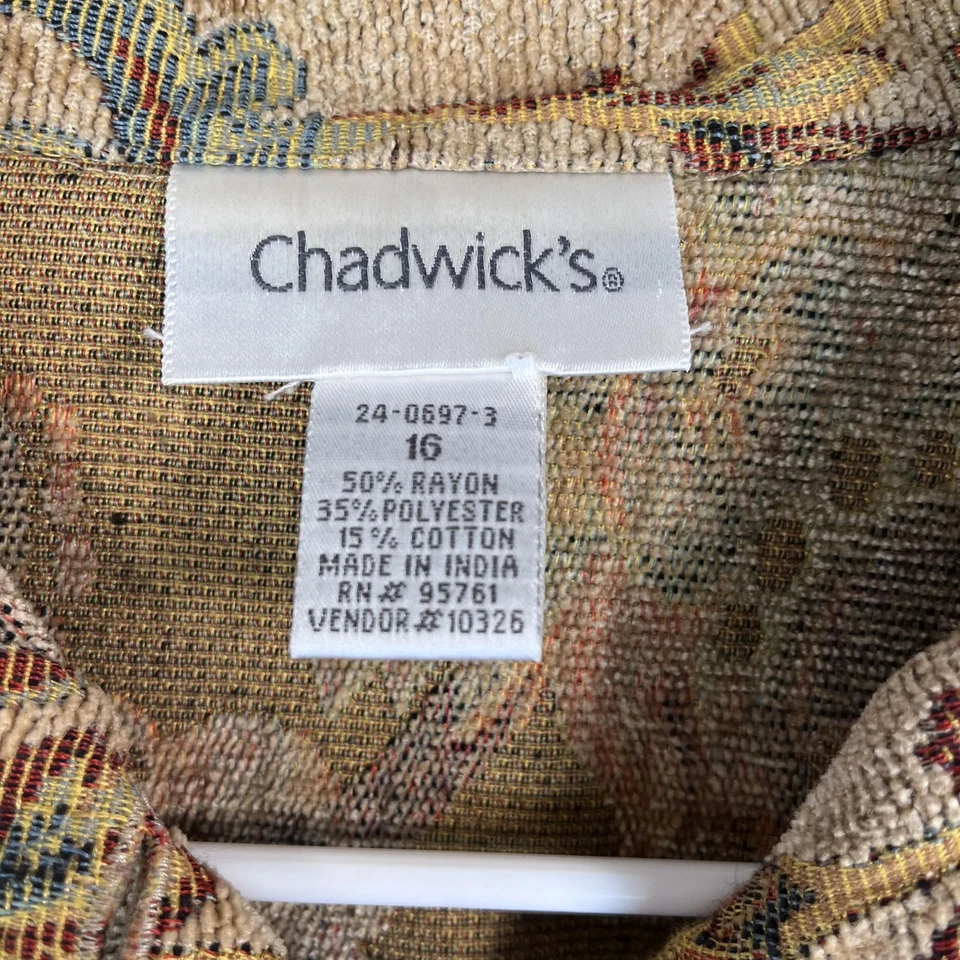 Chadwick's®
24-0697-3
16
50% RAYON
35% POLYESTER
15% COTTON
MADE IN INDIA
RN# 95761
VENDOR #10326